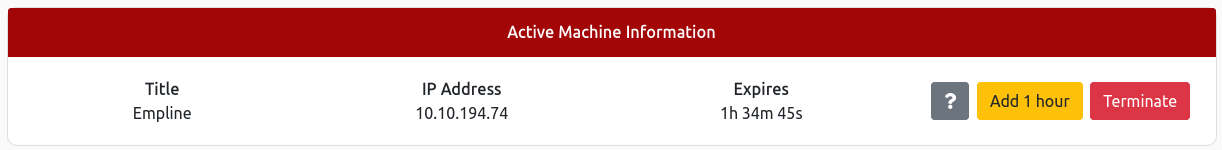 Active Machine Information
Title IP Address Expires
Empline 10.10.194.74 1h 34m 45s
? Add 1 hour Terminate